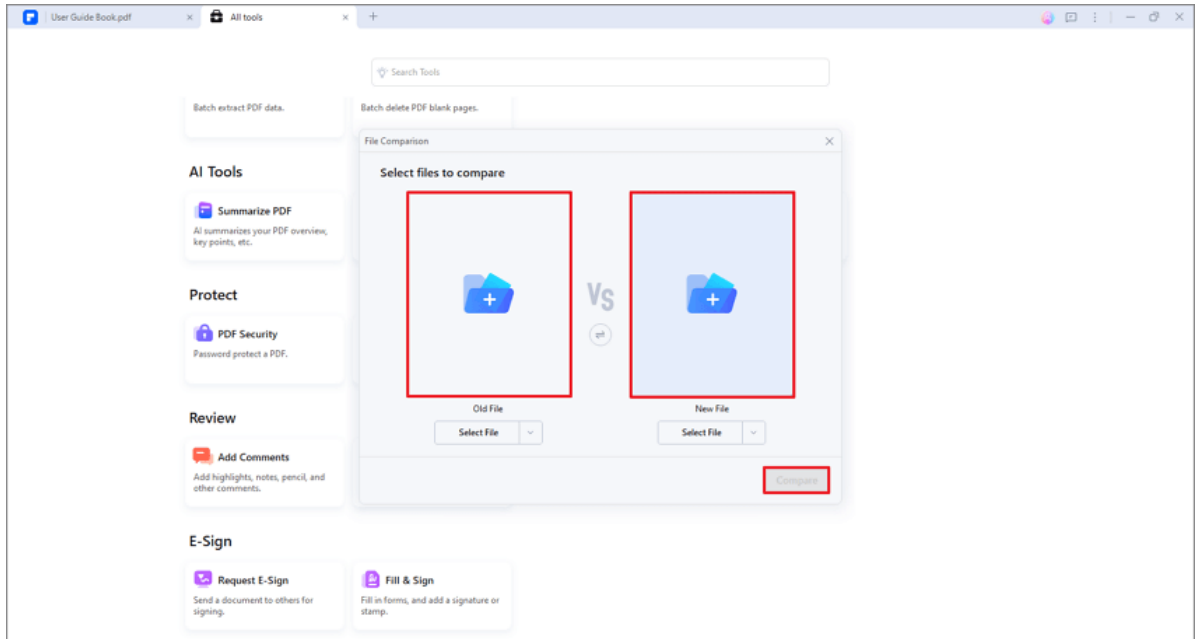 User Guide Book.pdf
All tools
Search Tools
Batch extract PDF data.
Batch delete PDF blank pages.
File Comparison
Select files to compare
AI Tools
Summarize PDF
AI summarizes your PDF overview,
key points, etc.
Vs
Protect
PDF Security
Password protect a PDF.
Old File
New File
Select File
Select File
Review
Add Comments
Add highlights, notes, pencil, and
other comments.
Compare
E-Sign
Request E-Sign
Send a document to others for
signing.
Fill & Sign
Fill in forms, and add a signature or
stamp.